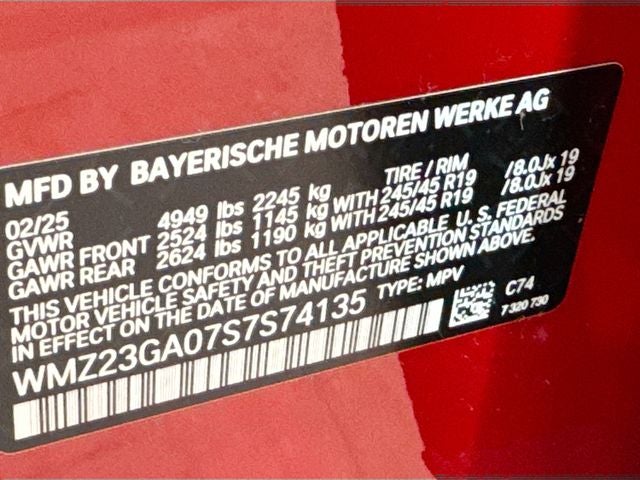 MFD BY BAYERISCHE MOTOREN WERKE AG
02/25 TIRE / RIM
GVWR 4949 lbs 2245 kg
GAWR FRONT 2524 lbs 1145 kg WITH 245/45 R19 /8.0Jx 19
GAWR REAR 2624 lbs 1190 kg WITH 245/45 R19 /8.0Jx 19
THIS VEHICLE CONFORMS TO ALL APPLICABLE U. S. FEDERAL
MOTOR VEHICLE SAFETY AND THEFT PREVENTION STANDARDS
IN EFFECT ON THE DATE OF MANUFACTURE SHOWN ABOVE.
WMZ23GA07S7S74135 TYPE: MPV C74
7 320 730